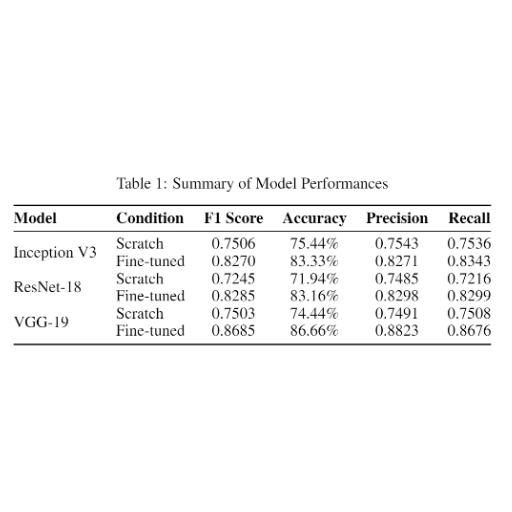 Table 1: Summary of Model Performances
Model Condition F1 Score Accuracy Precision Recall
Inception V3
Scratch 0.7506 75.44% 0.7543 0.7536
Fine-tuned 0.8270 83.33% 0.8271 0.8343
ResNet-18
Scratch 0.7245 71.94% 0.7485 0.7216
Fine-tuned 0.8285 83.16% 0.8298 0.8299
VGG-19
Scratch 0.7503 74.44% 0.7491 0.7508
Fine-tuned 0.8685 86.66% 0.8823 0.8676